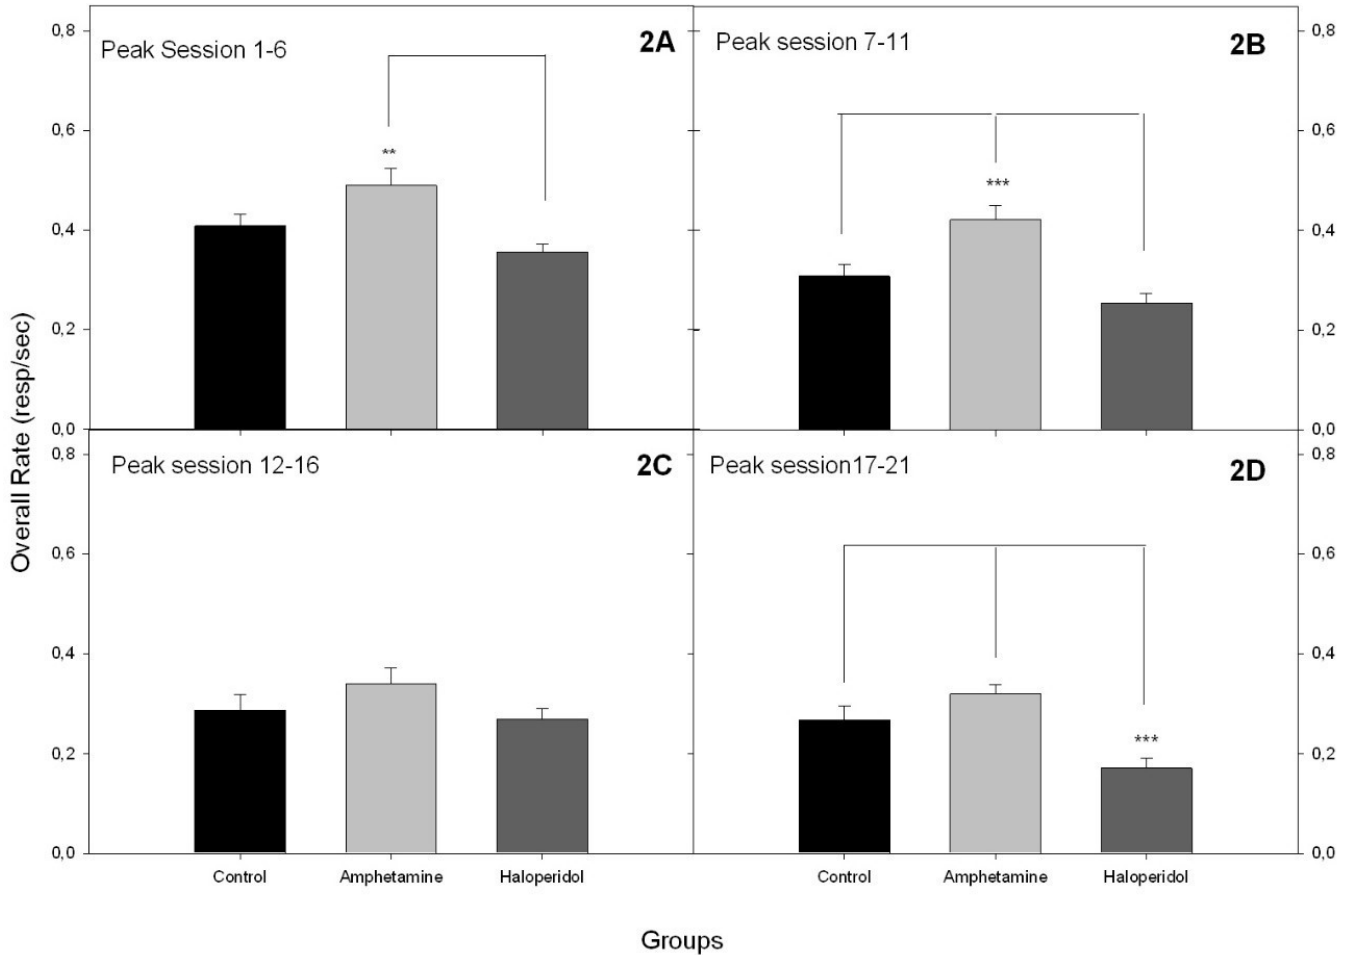 Peak Session 1-6
2A
Peak session 7-11
2B
0,8
0,6
0,4
0,2
0,0
**
***
0,8
0,6
0,4
0,2
0,0
Overall Rate (resp/sec)
Peak session 12-16
2C
Peak session17-21
2D
0,8
0,6
0,4
0,2
0,0
***
0,8
0,6
0,4
0,2
0,0
Control Amphetamine Haloperidol
Control Amphetamine Haloperidol
Groups